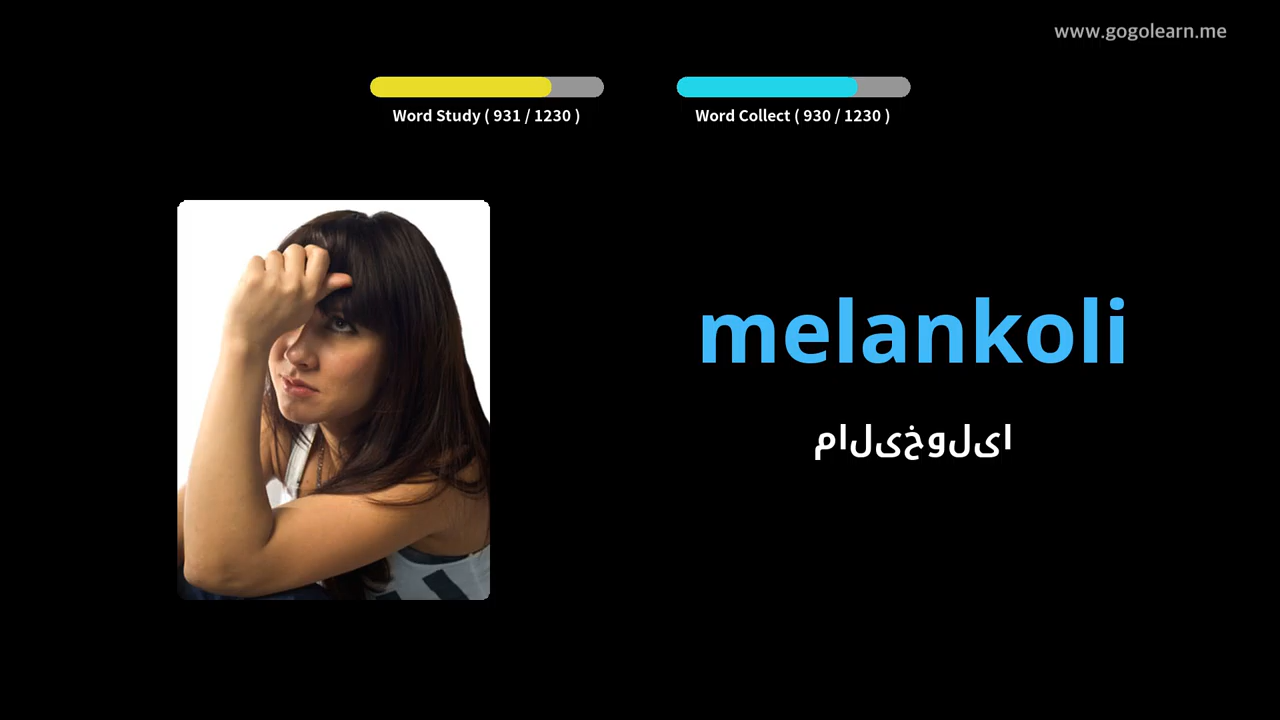 www.gogolearn.me
Word Study ( 931 / 1230 )
Word Collect ( 930 / 1230 )
melankoli
مالیخولیا